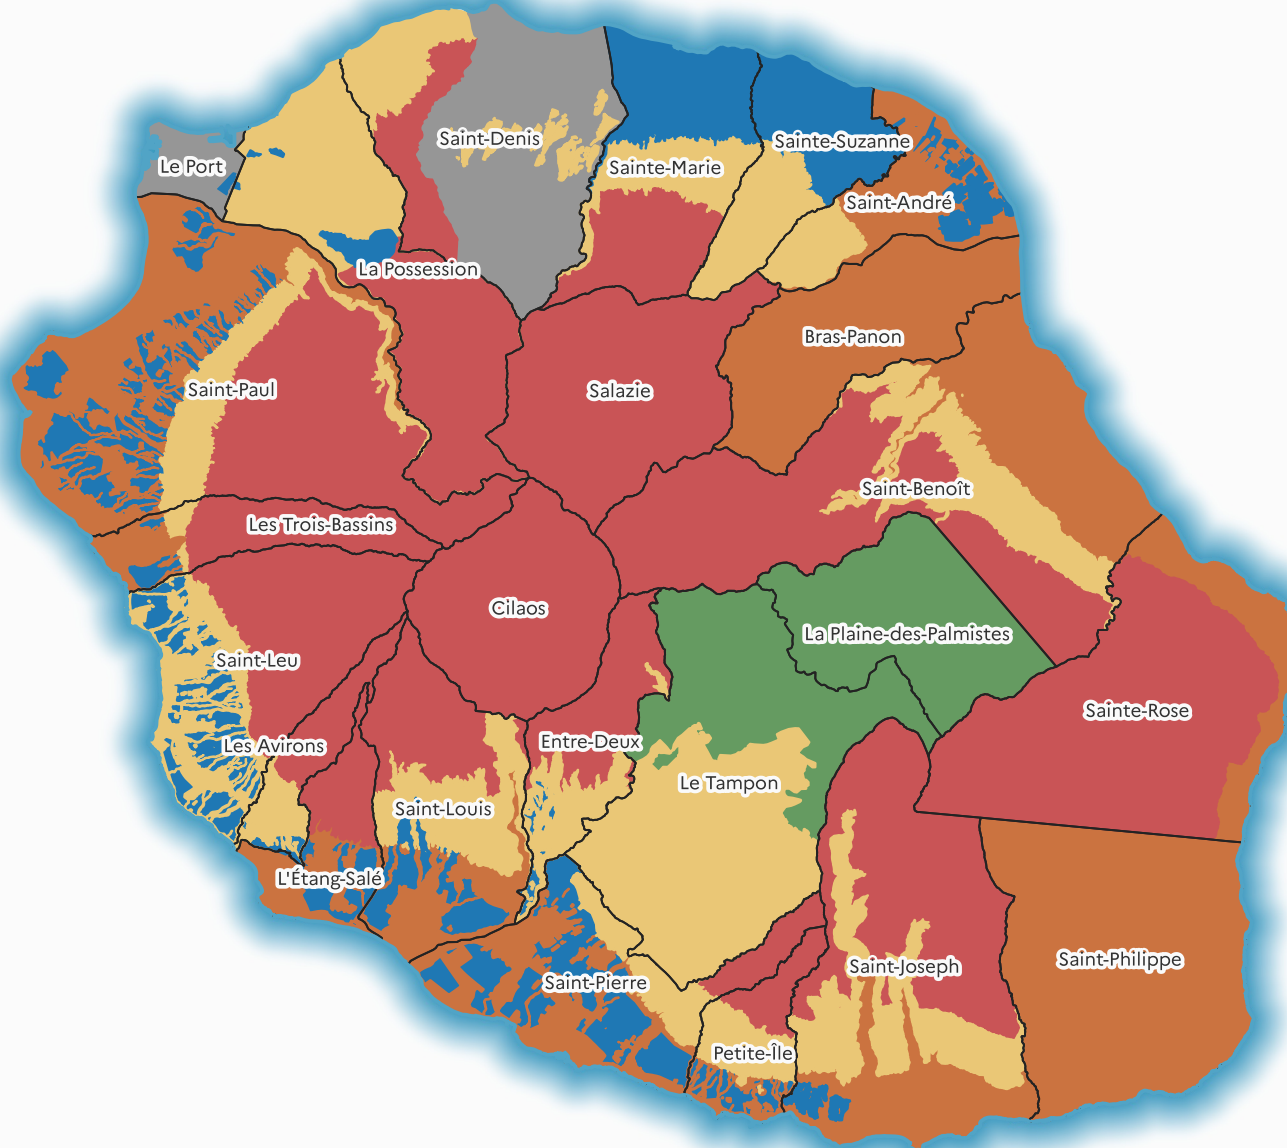 Saint-Denis
Le Port
Sainte-Marie
Sainte-Suzanne
Saint-André
La Possession
Bras-Panon
Saint-Paul
Salazie
Saint-Benoît
Les Trois-Bassins
Cilaos
La Plaine-des-Palmistes
Saint-Leu
Sainte-Rose
Les Avirons
Entre-Deux
Le Tampon
Saint-Louis
L'Étang-Salé
Saint-Philippe
Saint-Joseph
Saint-Pierre
Petite-Île